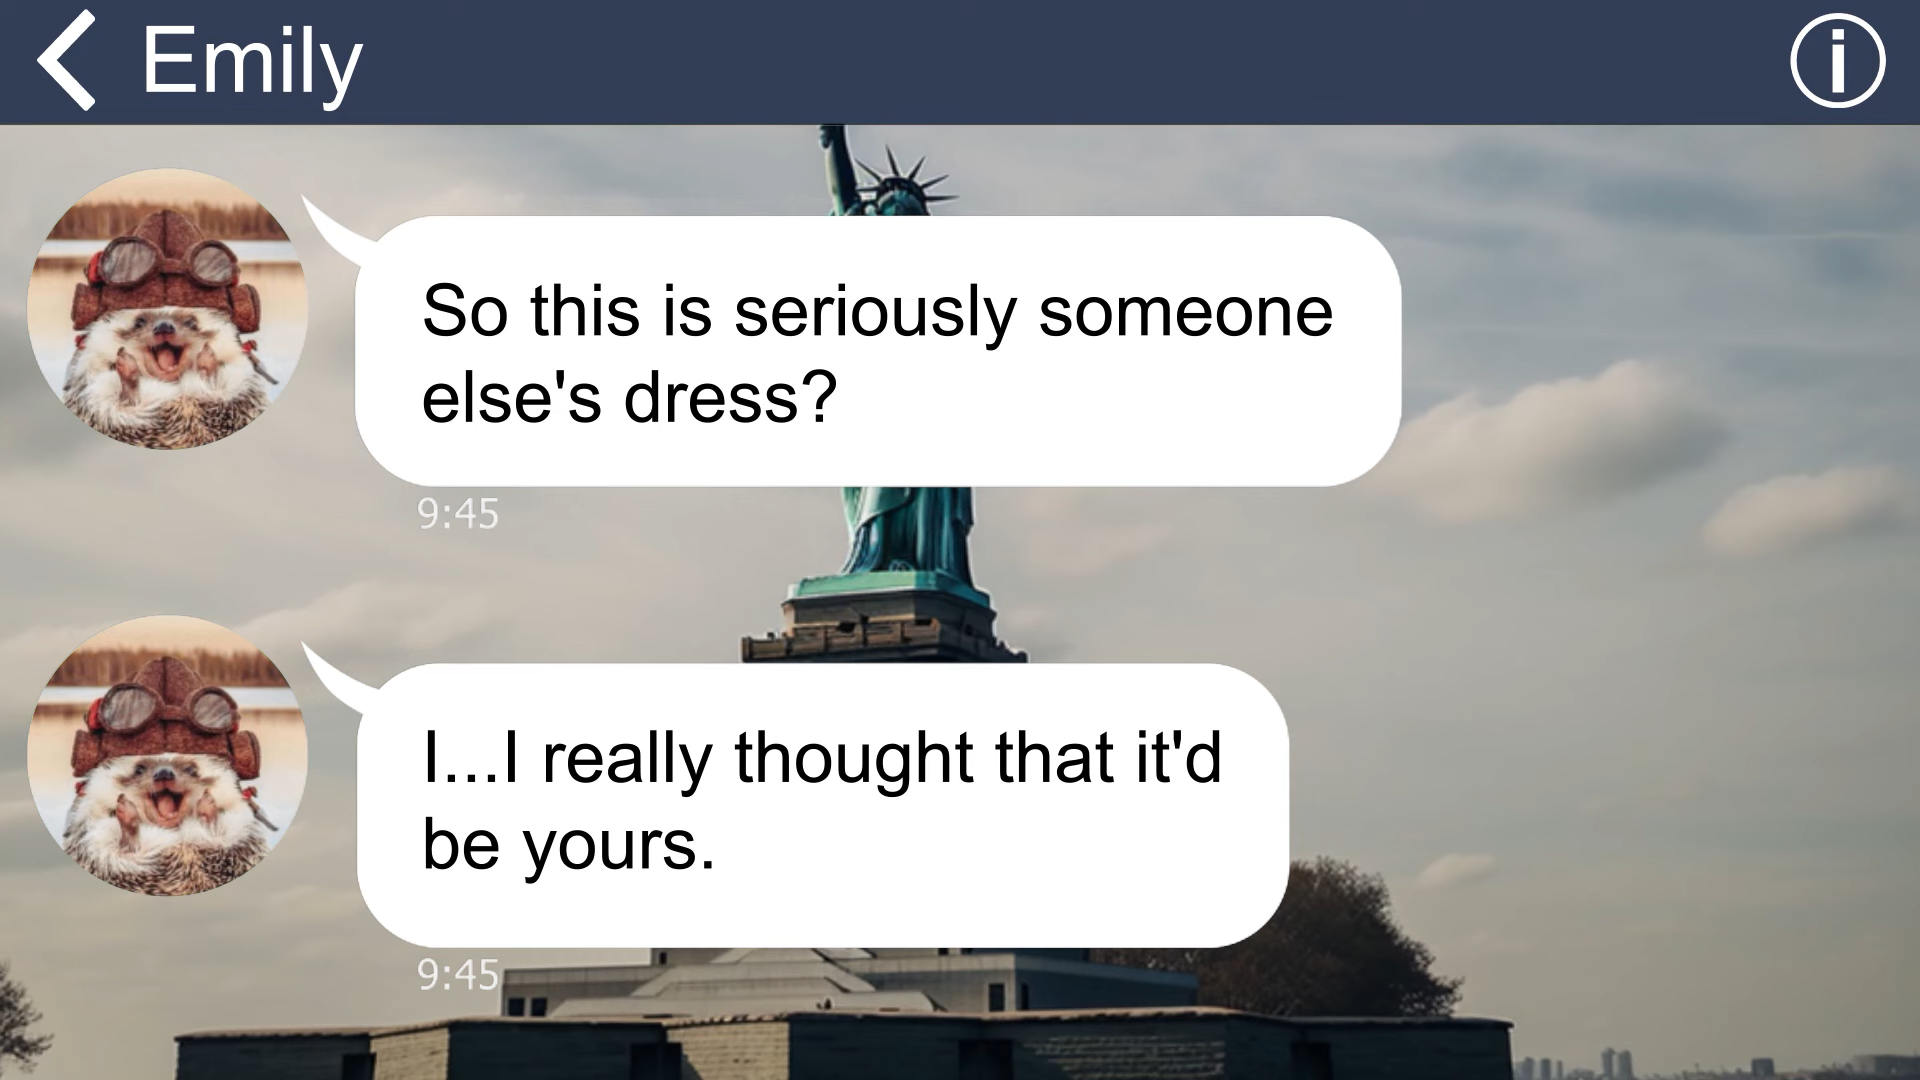 Emily
So this is seriously someone
else's dress?
9:45
I...I really thought that it'd
be yours.
9:45